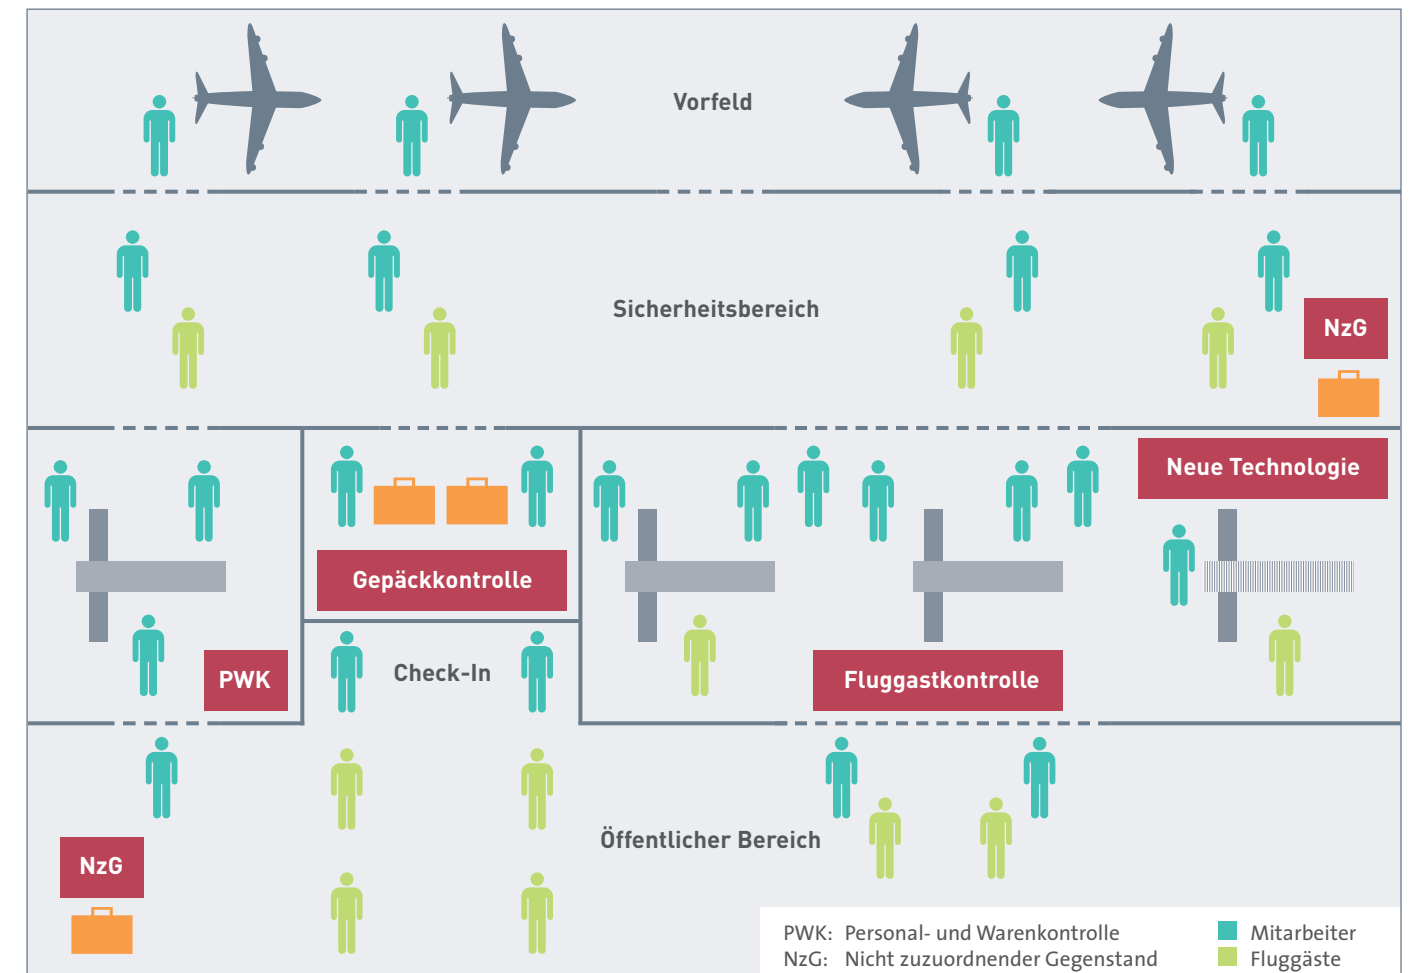 Vorfeld
Sicherheitsbereich
NzG
Neue Technologie
Gepäckkontrolle
Check-In
PWK
Fluggastkontrolle
Öffentlicher Bereich
NzG
PWK: Personal- und Warenkontrolle
NzG: Nicht zuzuordnender Gegenstand
Mitarbeiter
Fluggäste